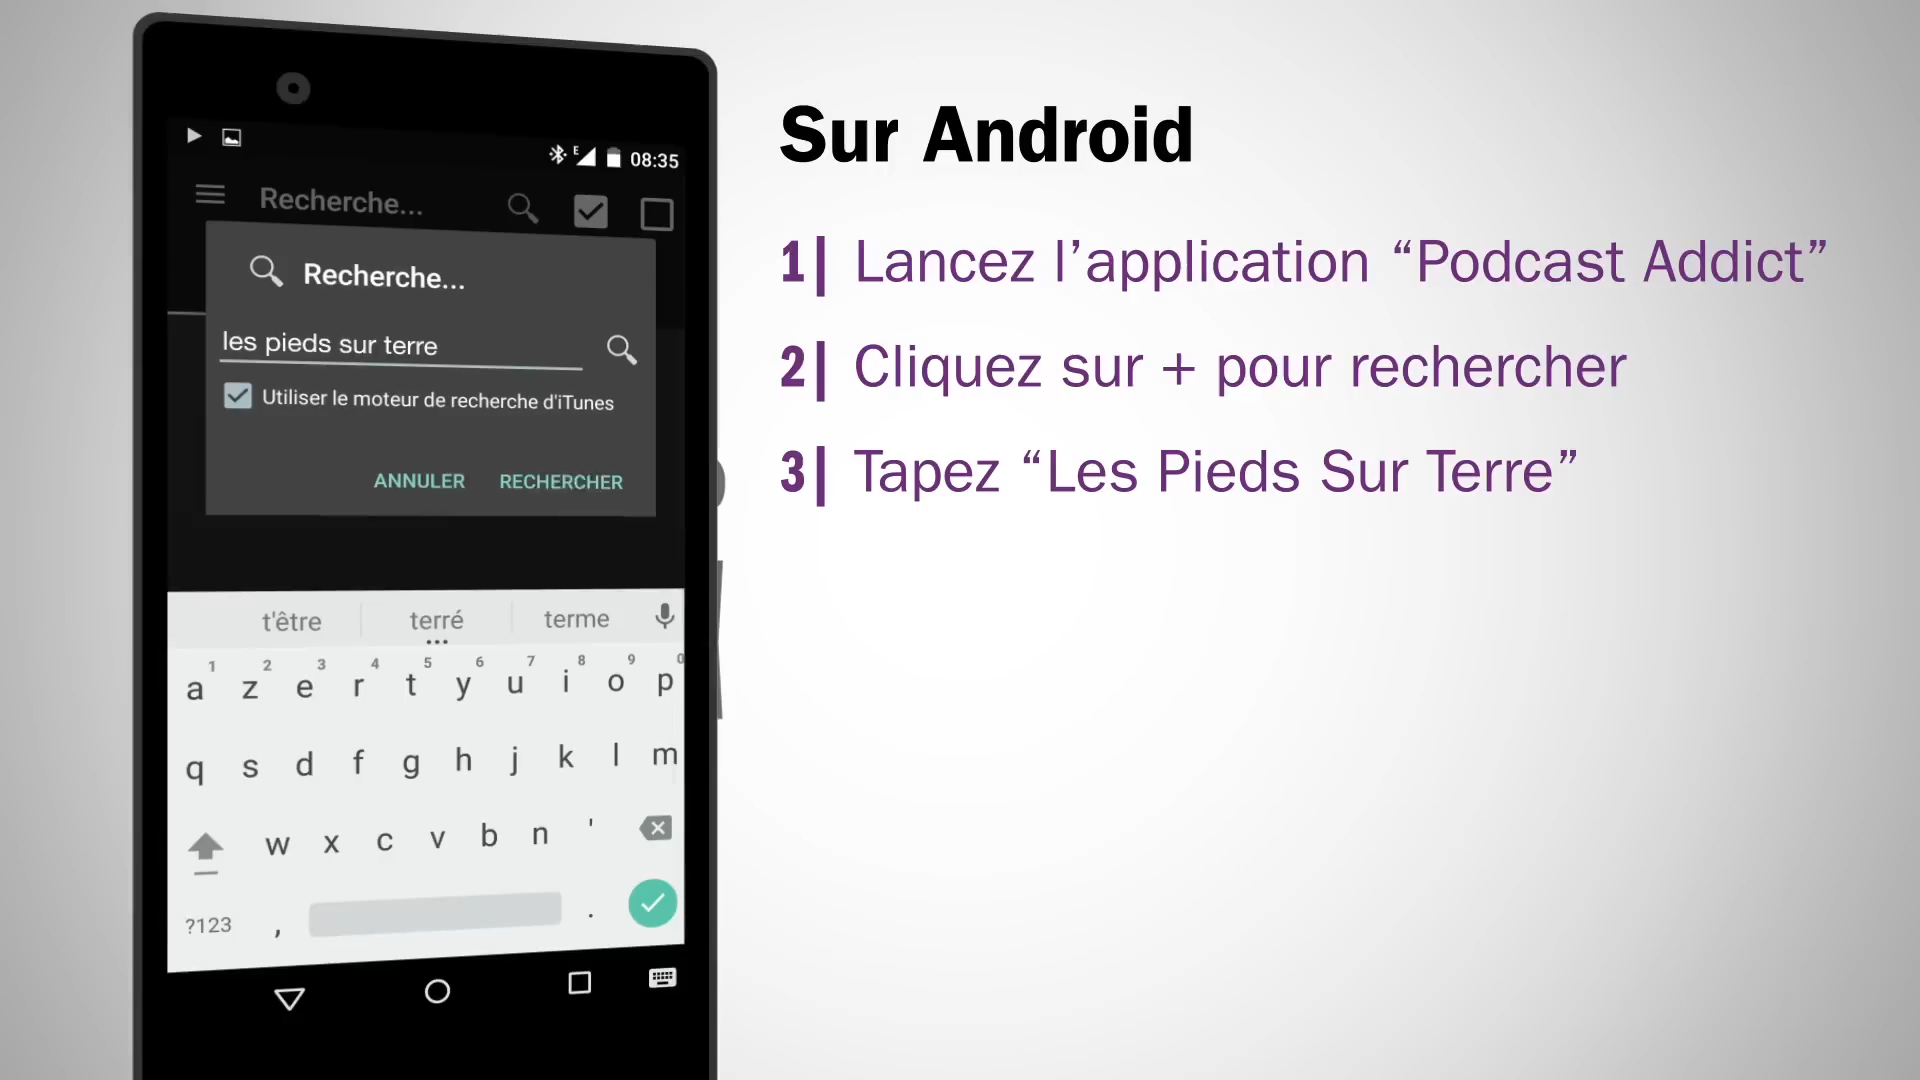 08:35
Recherche...
Recherche...
les pieds sur terre
Utiliser le moteur de recherche d'iTunes
ANNULER RECHERCHER
t'être terré terme
1 2 3 4 5 6 7 8 9 0
a z e r t y u i o p
q s d f g h j k l m
w x c v b n '
?123 , .
Sur Android
1| Lancez l’application “Podcast Addict”
2| Cliquez sur + pour rechercher
3| Tapez “Les Pieds Sur Terre”